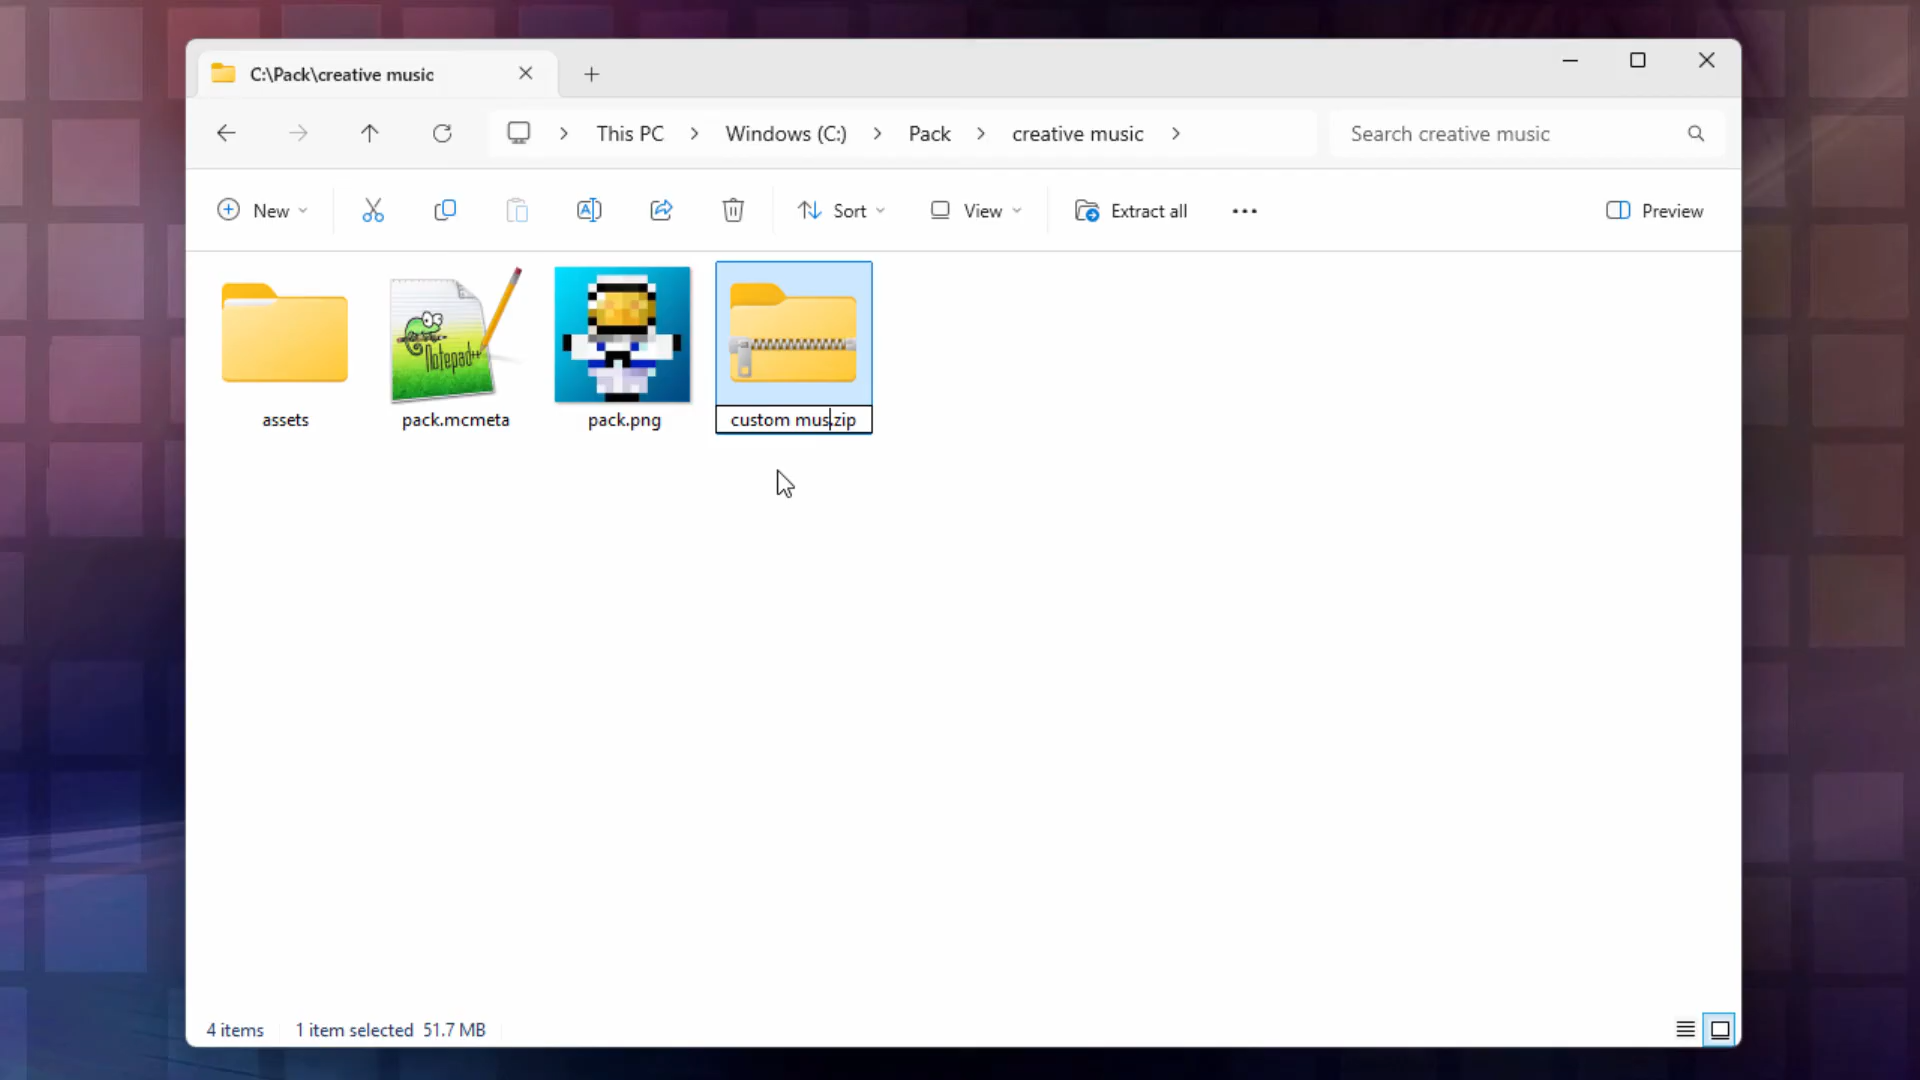 C:\Pack\creative music
This PC > Windows (C:) > Pack > creative music >
Search creative music
New
Sort
View
Extract all
Preview
Notepad++
assets
pack.mcmeta
pack.png
custom mus.zip
4 items
1 item selected 51.7 MB